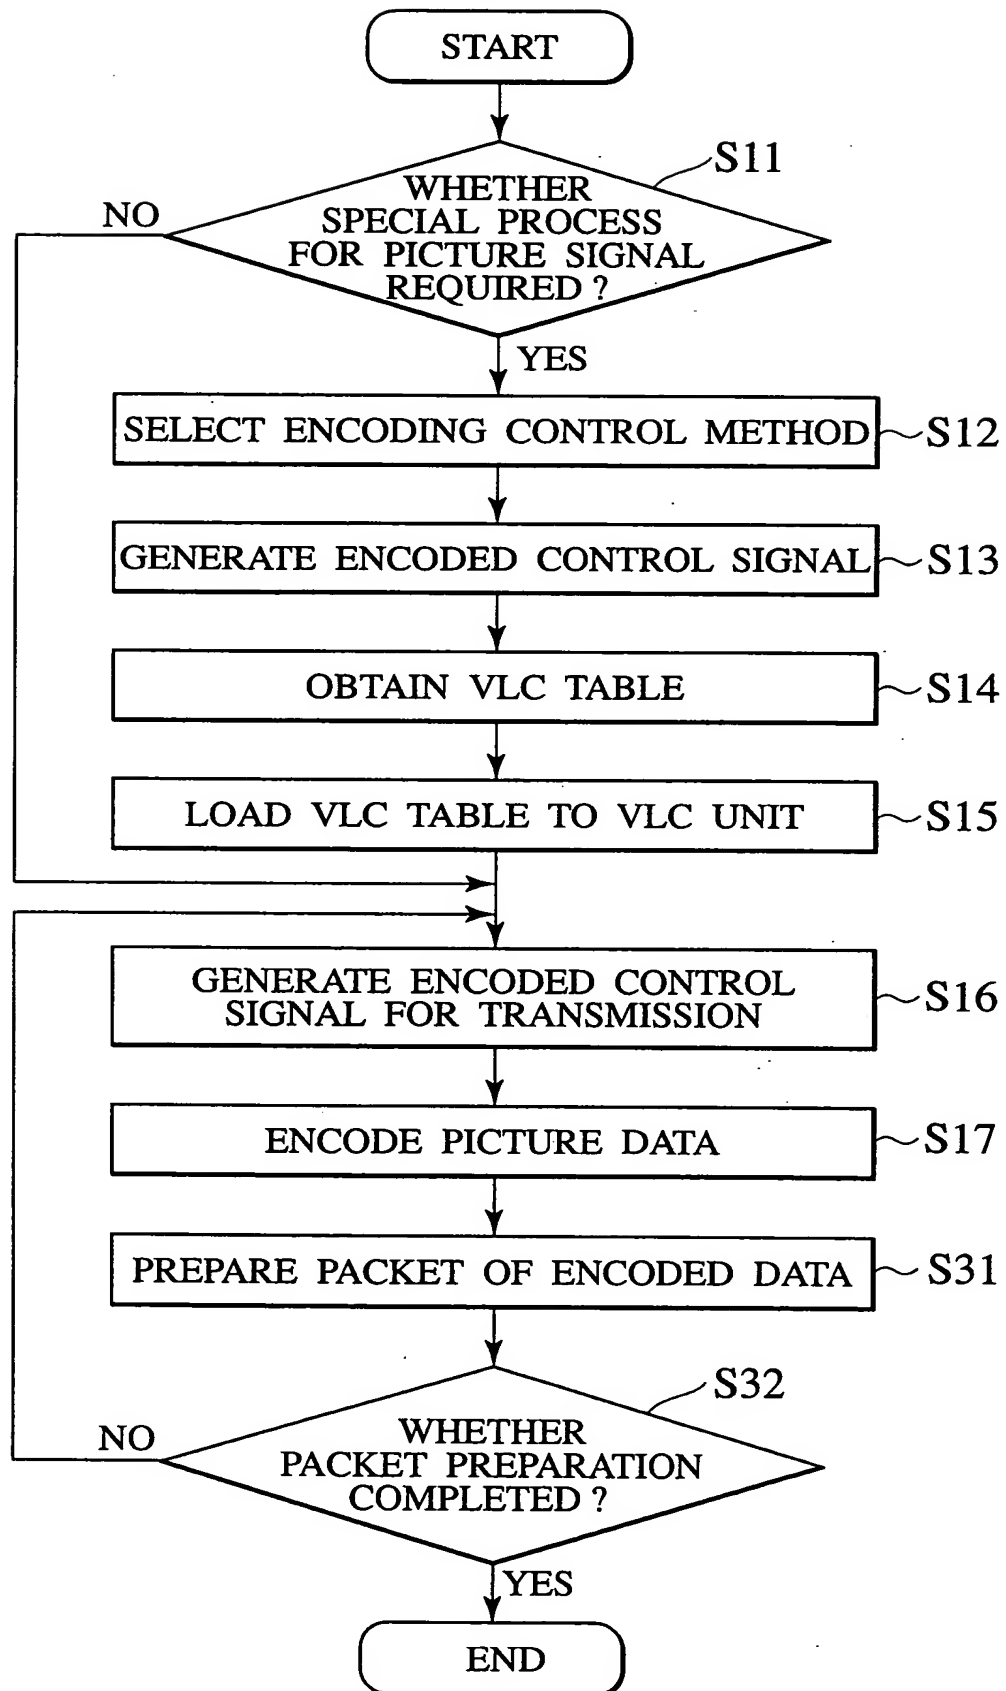 START
S11
WHETHER
SPECIAL PROCESS
FOR PICTURE SIGNAL
REQUIRED ?
NO
YES
SELECT ENCODING CONTROL METHOD
S12
GENERATE ENCODED CONTROL SIGNAL
S13
OBTAIN VLC TABLE
S14
LOAD VLC TABLE TO VLC UNIT
S15
GENERATE ENCODED CONTROL
SIGNAL FOR TRANSMISSION
S16
ENCODE PICTURE DATA
S17
PREPARE PACKET OF ENCODED DATA
S31
S32
WHETHER
PACKET PREPARATION
COMPLETED ?
NO
YES
END